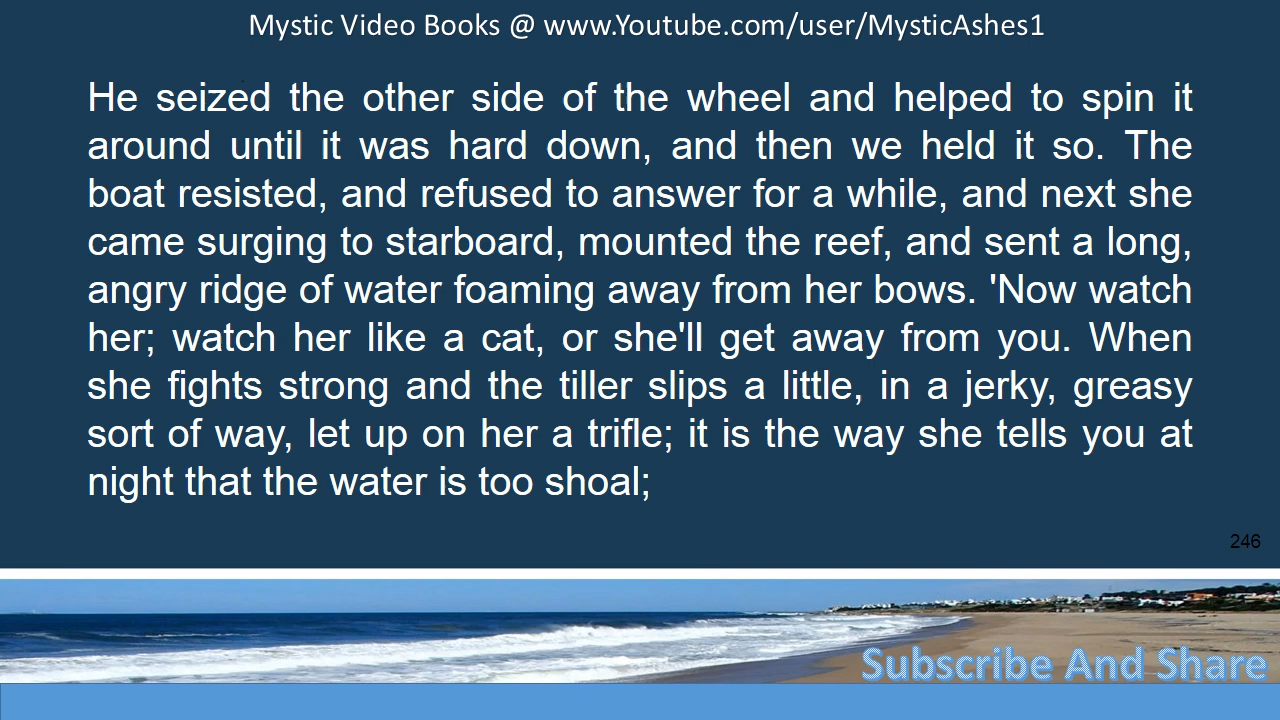 Mystic Video Books @ www.Youtube.com/user/MysticAshes1
He seized the other side of the wheel and helped to spin it
around until it was hard down, and then we held it so. The
boat resisted, and refused to answer for a while, and next she
came surging to starboard, mounted the reef, and sent a long,
angry ridge of water foaming away from her bows. 'Now watch
her; watch her like a cat, or she'll get away from you. When
she fights strong and the tiller slips a little, in a jerky, greasy
sort of way, let up on her a trifle; it is the way she tells you at
night that the water is too shoal;
246
Subscribe And Share